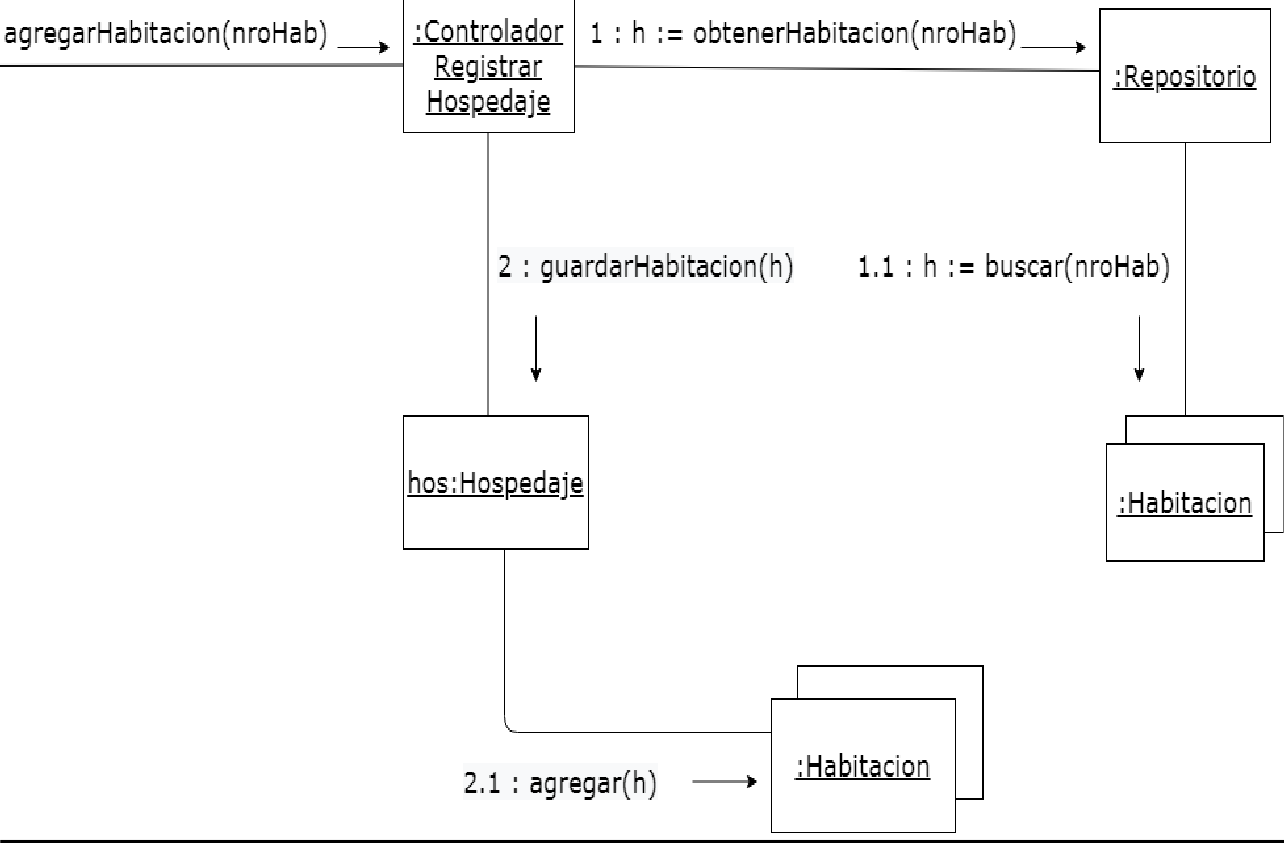 agregarHabitacion(nroHab)
:Controlador
Registrar
Hospedaje
1 : h := obtenerHabitacion(nroHab)
:Repositorio
2 : guardarHabitacion(h)
1.1 : h := buscar(nroHab)
hos:Hospedaje
:Habitacion
:Habitacion
2.1 : agregar(h)